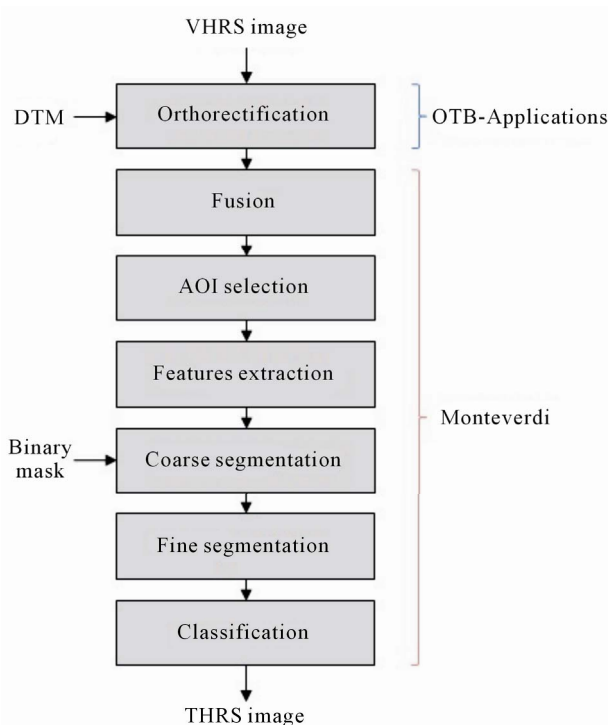 VHRS image
DTM
Orthorectification
OTB-Applications
Fusion
AOI selection
Features extraction
Monteverdi
Binary
mask
Coarse segmentation
Fine segmentation
Classification
THRS image